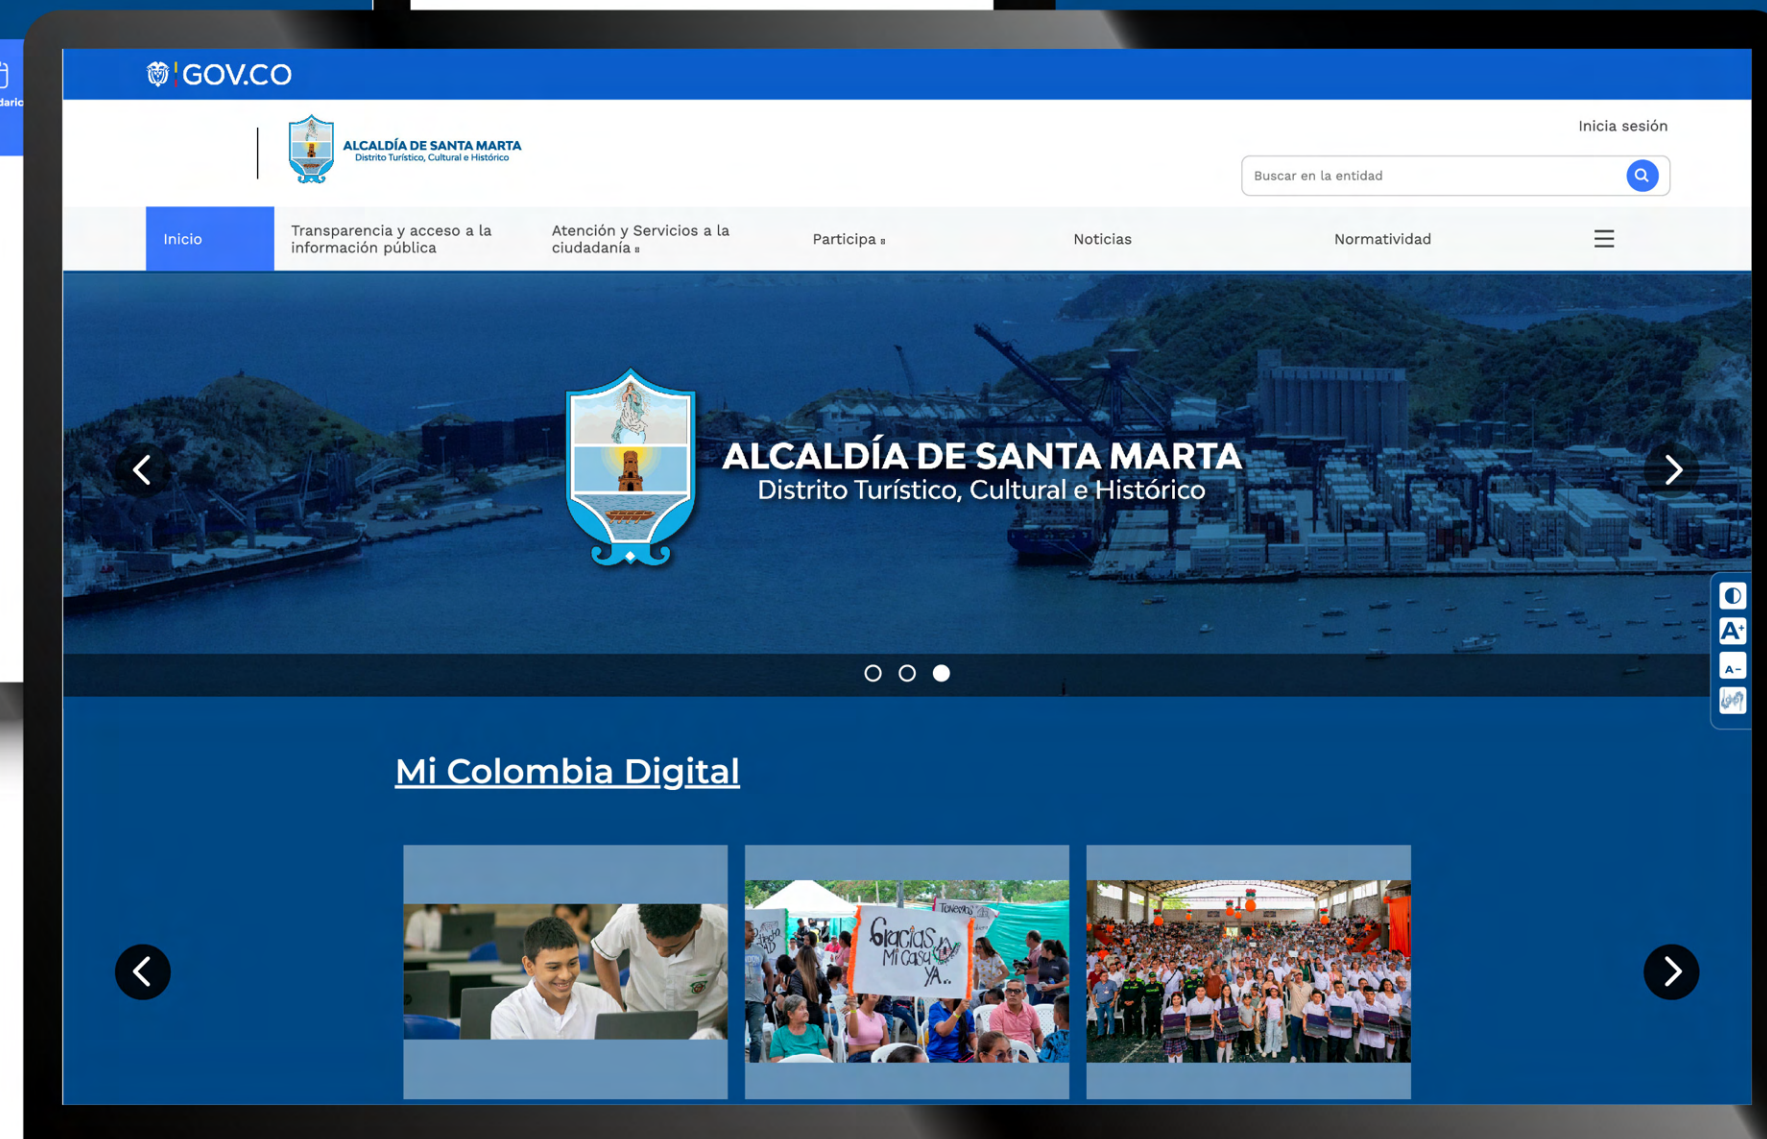 GOV.CO
ALCALDÍA DE SANTA MARTA
Distrito Turístico, Cultural e Histórico
Inicia sesión
Buscar en la entidad
Inicio
Transparencia y acceso a la
información pública
Atención y Servicios a la
ciudadanía
Participa
Noticias
Normatividad
ALCALDÍA DE SANTA MARTA
Distrito Turístico, Cultural e Histórico
A+
A-
Mi Colombia Digital
Gracias
Mi Casa
YA..